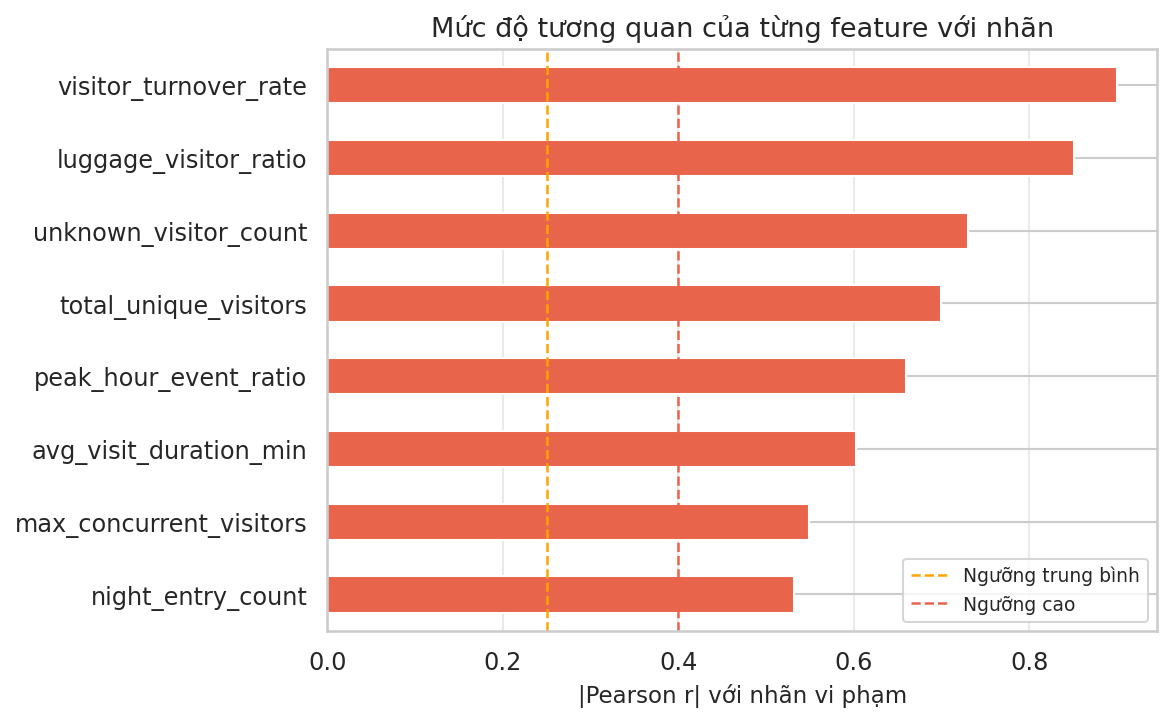 Mức độ tương quan của từng feature với nhãn
visitor_turnover_rate
luggage_visitor_ratio
unknown_visitor_count
total_unique_visitors
peak_hour_event_ratio
avg_visit_duration_min
max_concurrent_visitors
night_entry_count
Ngưỡng trung bình
Ngưỡng cao
0.0 0.2 0.4 0.6 0.8
|Pearson r| với nhãn vi phạm